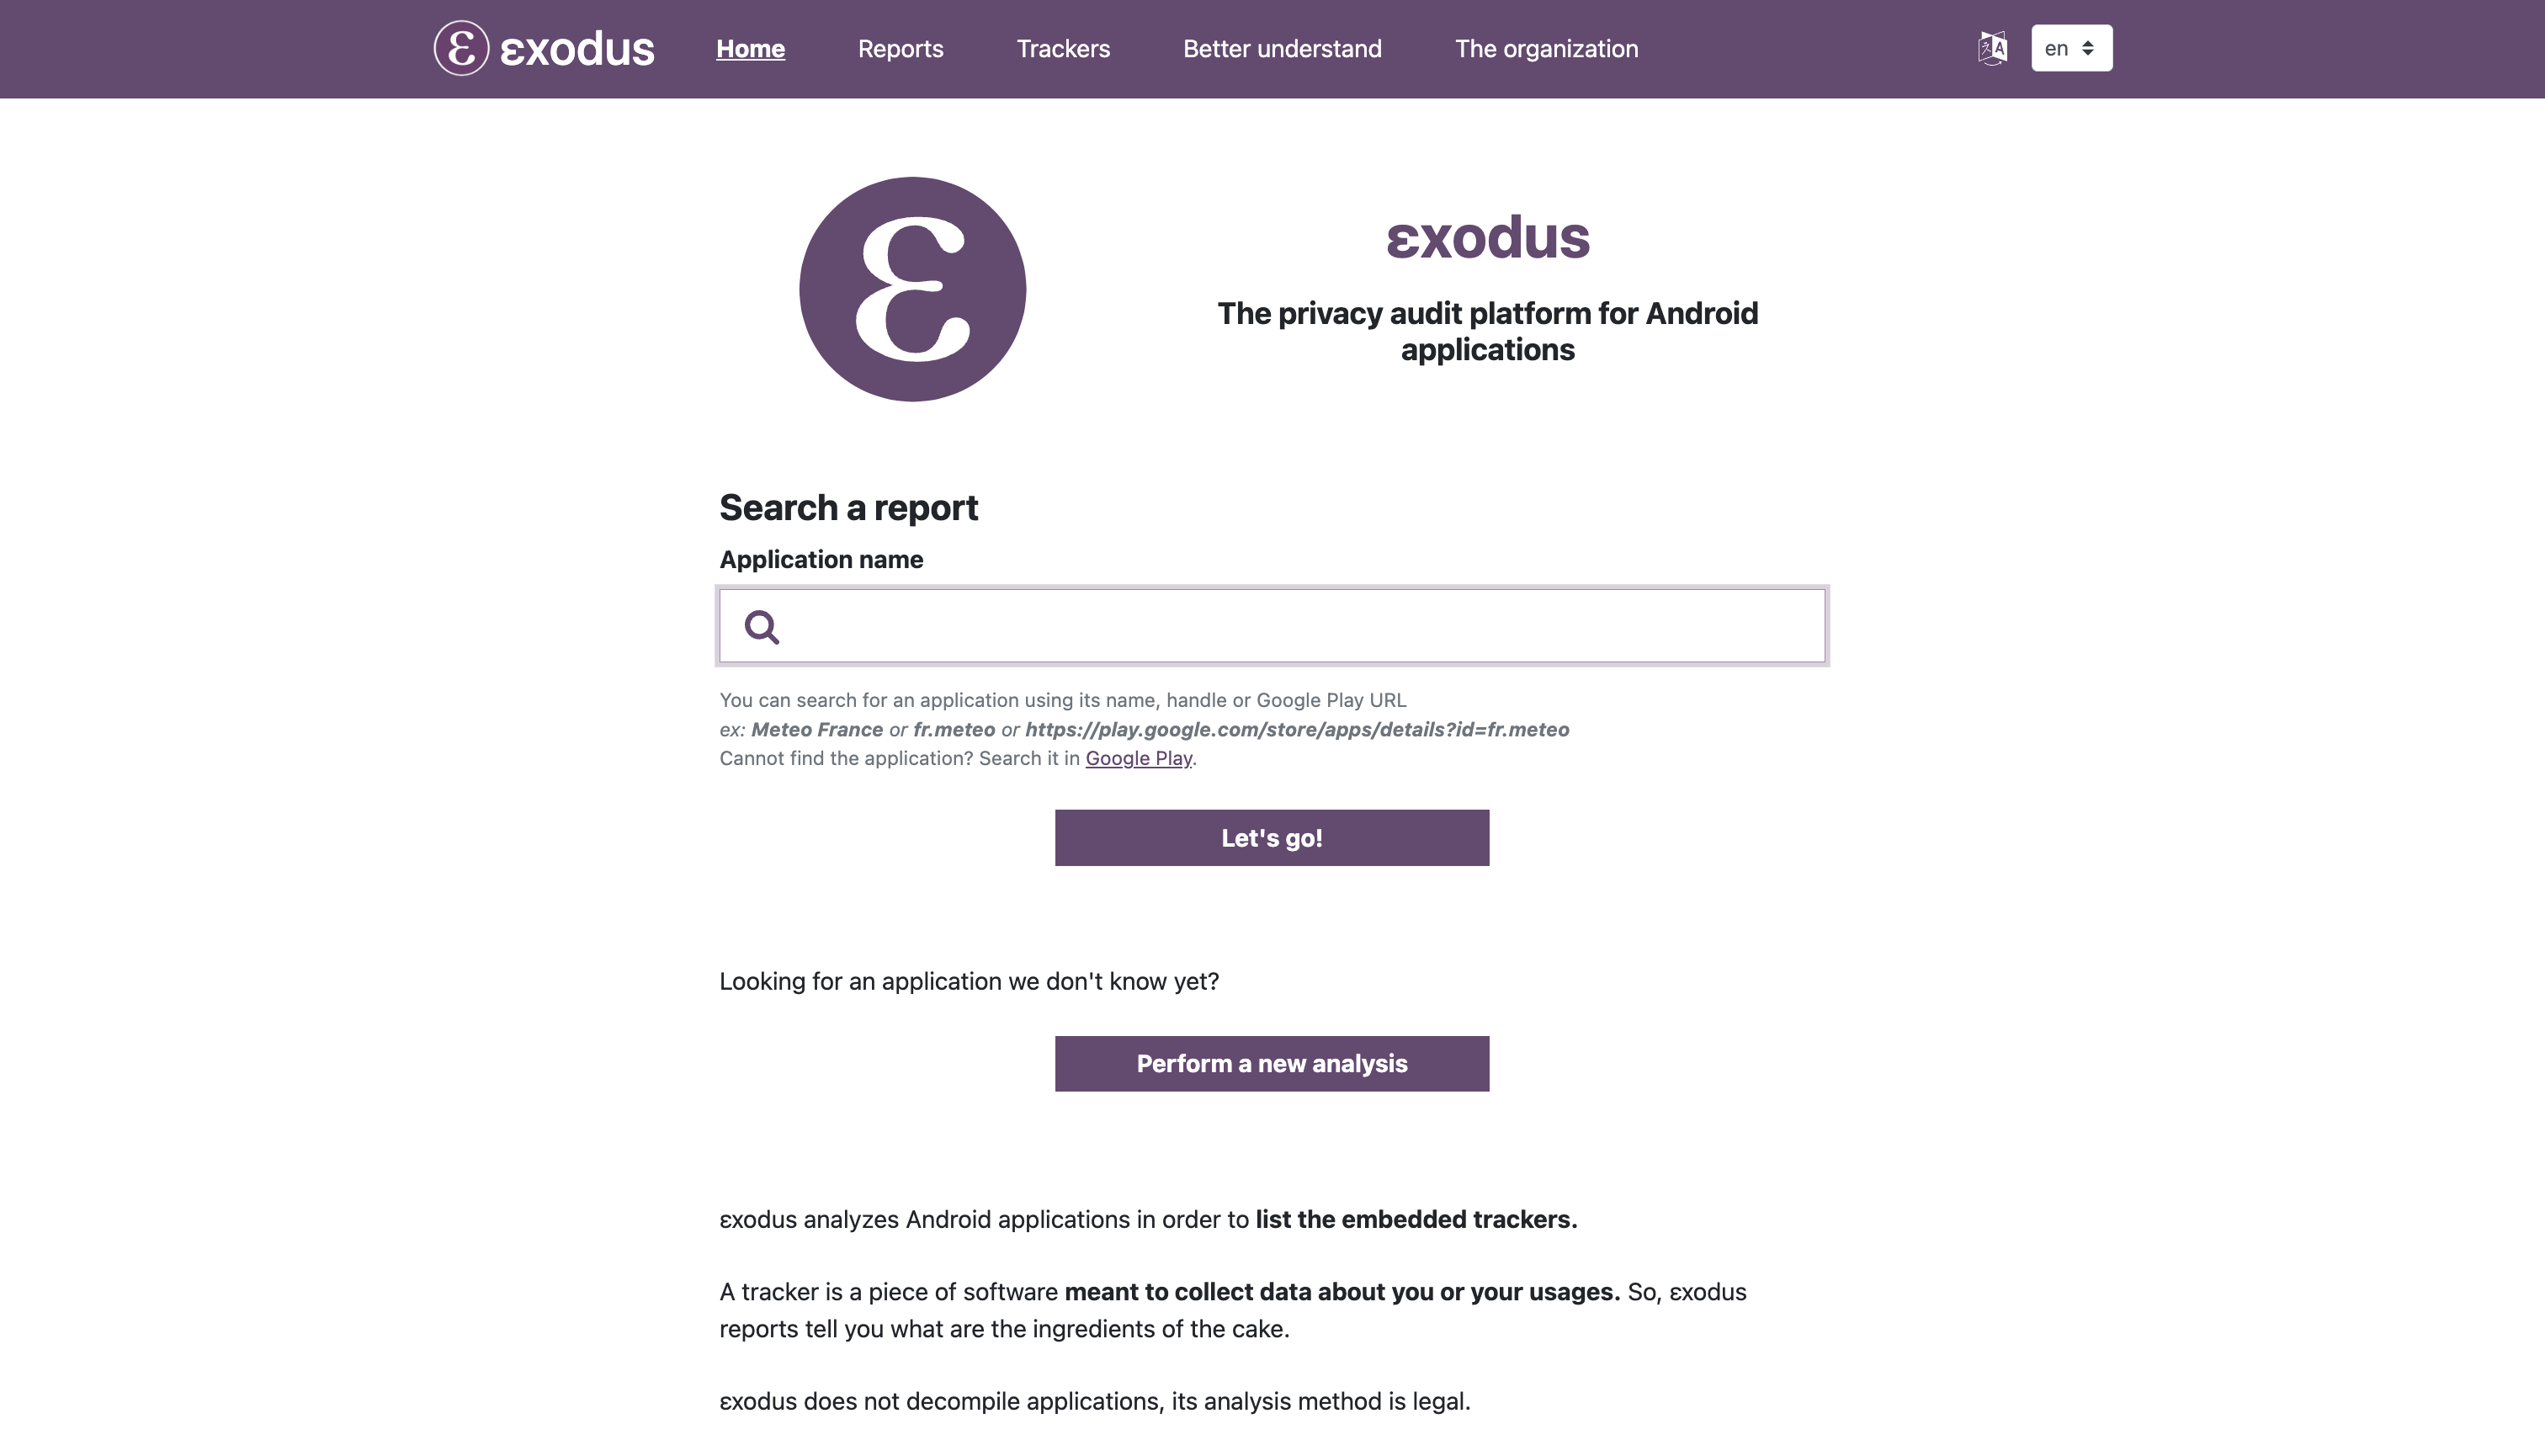 ε εxodus Home Reports Trackers Better understand The organization en
ε
εxodus
The privacy audit platform for Android
applications
Search a report
Application name
You can search for an application using its name, handle or Google Play URL
ex: Meteo France or fr.meteo or https://play.google.com/store/apps/details?id=fr.meteo
Cannot find the application? Search it in Google Play.
Let's go!
Looking for an application we don't know yet?
Perform a new analysis
εxodus analyzes Android applications in order to list the embedded trackers.
A tracker is a piece of software meant to collect data about you or your usages. So, εxodus
reports tell you what are the ingredients of the cake.
εxodus does not decompile applications, its analysis method is legal.